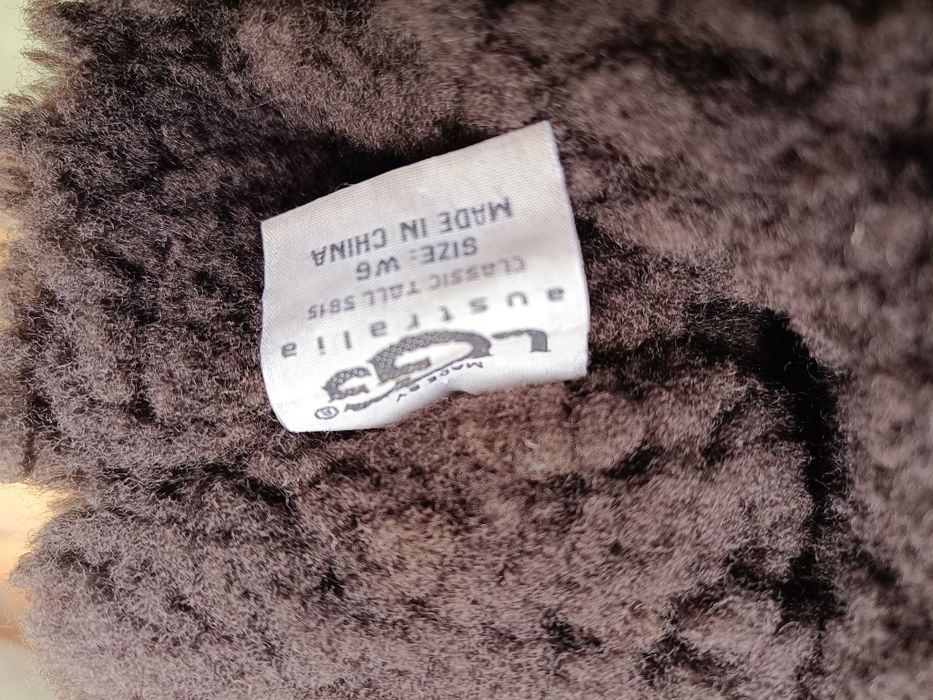 UGG®
australia
CLASSIC TALL 5815
SIZE: W6
MADE IN CHINA